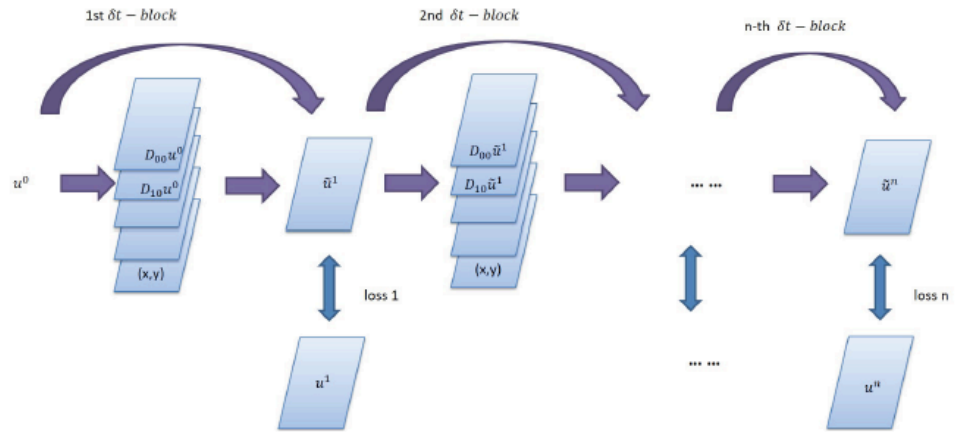 1st δt − block
2nd δt − block
n-th δt − block
u⁰
D₀₀u⁰
D₁₀u⁰
(x,y)
ũ¹
D₀₀ũ¹
D₁₀ũ¹
(x,y)
... ...
ũⁿ
loss 1
loss n
u¹
... ...
uⁿ